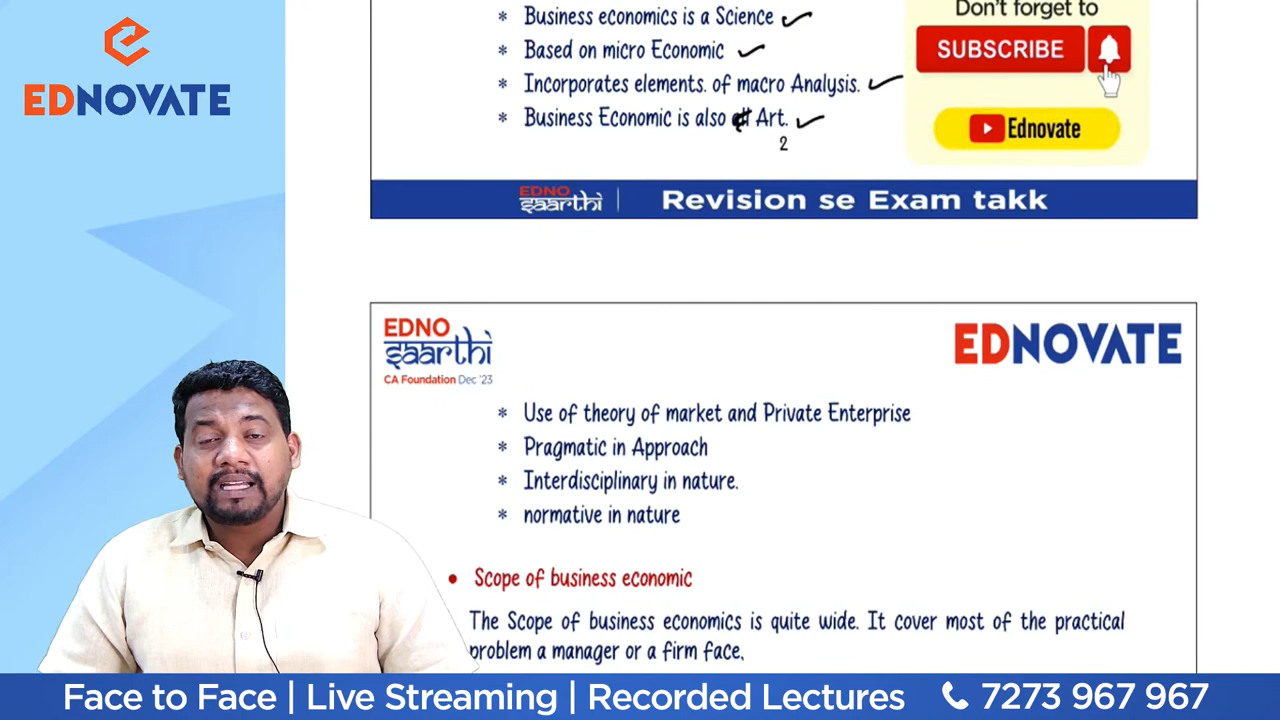 EDNOVATE
* Business economics is a Science
* Based on micro Economic
* Incorporates elements. of macro Analysis.
* Business Economic is also Art.
2
Don't forget to
SUBSCRIBE
Ednovate
EDNO
saarthi
Revision se Exam takk
EDNO
saarthi
CA Foundation Dec '23
EDNOVATE
* Use of theory of market and Private Enterprise
* Pragmatic in Approach
* Interdisciplinary in nature.
* normative in nature
• Scope of business economic
The Scope of business economics is quite wide. It cover most of the practical
problem a manager or a firm face.
Face to Face | Live Streaming | Recorded Lectures 7273 967 967